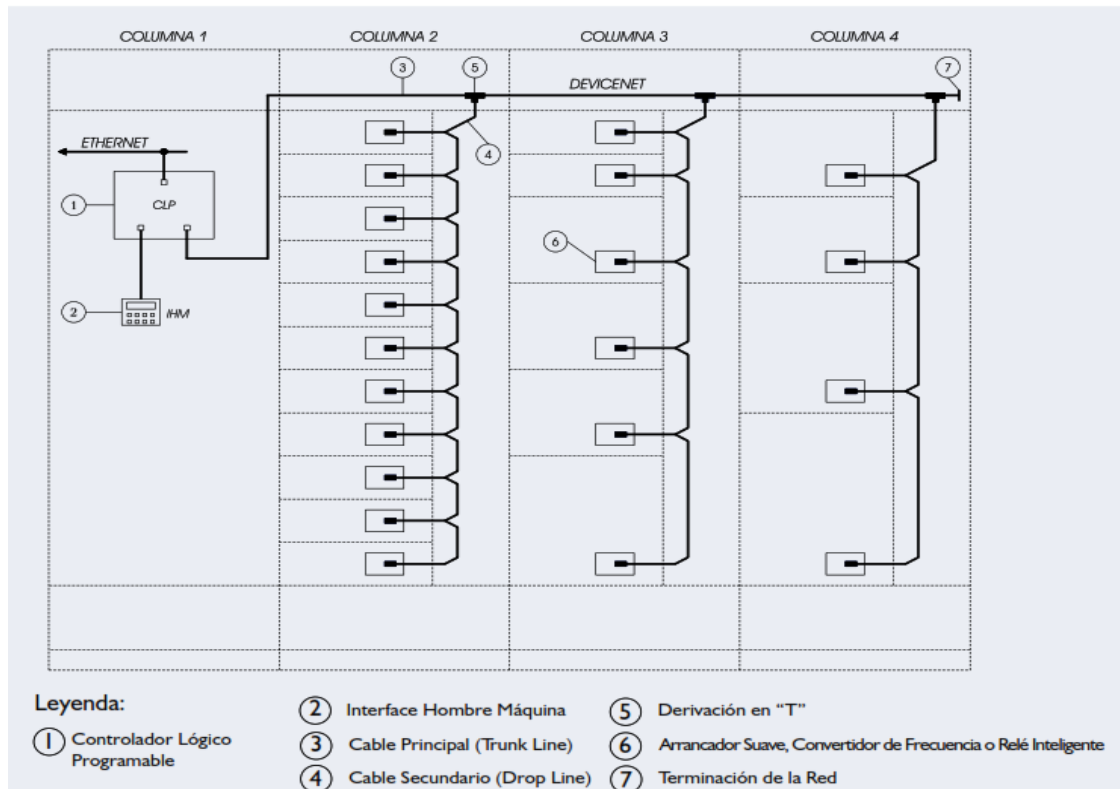 COLUMNA 1
COLUMNA 2
COLUMNA 3
COLUMNA 4
3
5
7
DEVICENET
ETHERNET
4
1
CLP
6
2
IHM
Leyenda:
1 Controlador Lógico
Programable
2 Interface Hombre Máquina
3 Cable Principal (Trunk Line)
4 Cable Secundario (Drop Line)
5 Derivación en “T”
6 Arrancador Suave, Convertidor de Frecuencia o Relé Inteligente
7 Terminación de la Red